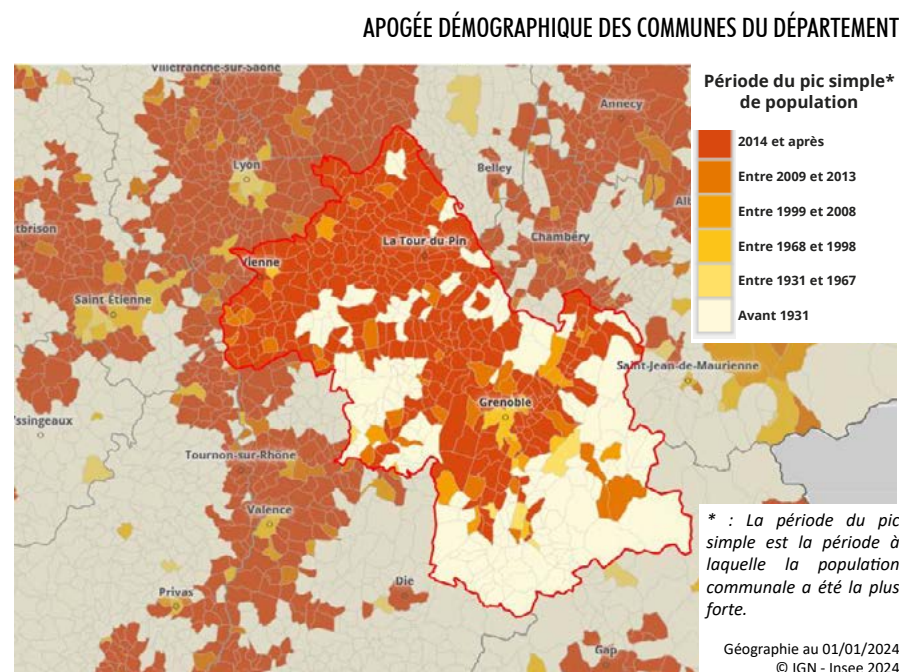 APOGÉE DÉMOGRAPHIQUE DES COMMUNES DU DÉPARTEMENT
Période du pic simple*
de population
2014 et après
Entre 2009 et 2013
Entre 1999 et 2008
Entre 1968 et 1998
Entre 1931 et 1967
Avant 1931
Villefranche-sur-Saône
Annecy
Lyon
Belley
tbrison
La Tour-du-Pin
Chambéry
Vienne
Saint-Étienne
Saint-Jean-de-Maurienne
Grenoble
'ssingeaux
Tournon-sur-Rhône
Valence
Die
Privas
Gap
* : La période du pic
simple est la période à
laquelle la population
communale a été la plus
forte.
Géographie au 01/01/2024
© IGN - Insee 2024